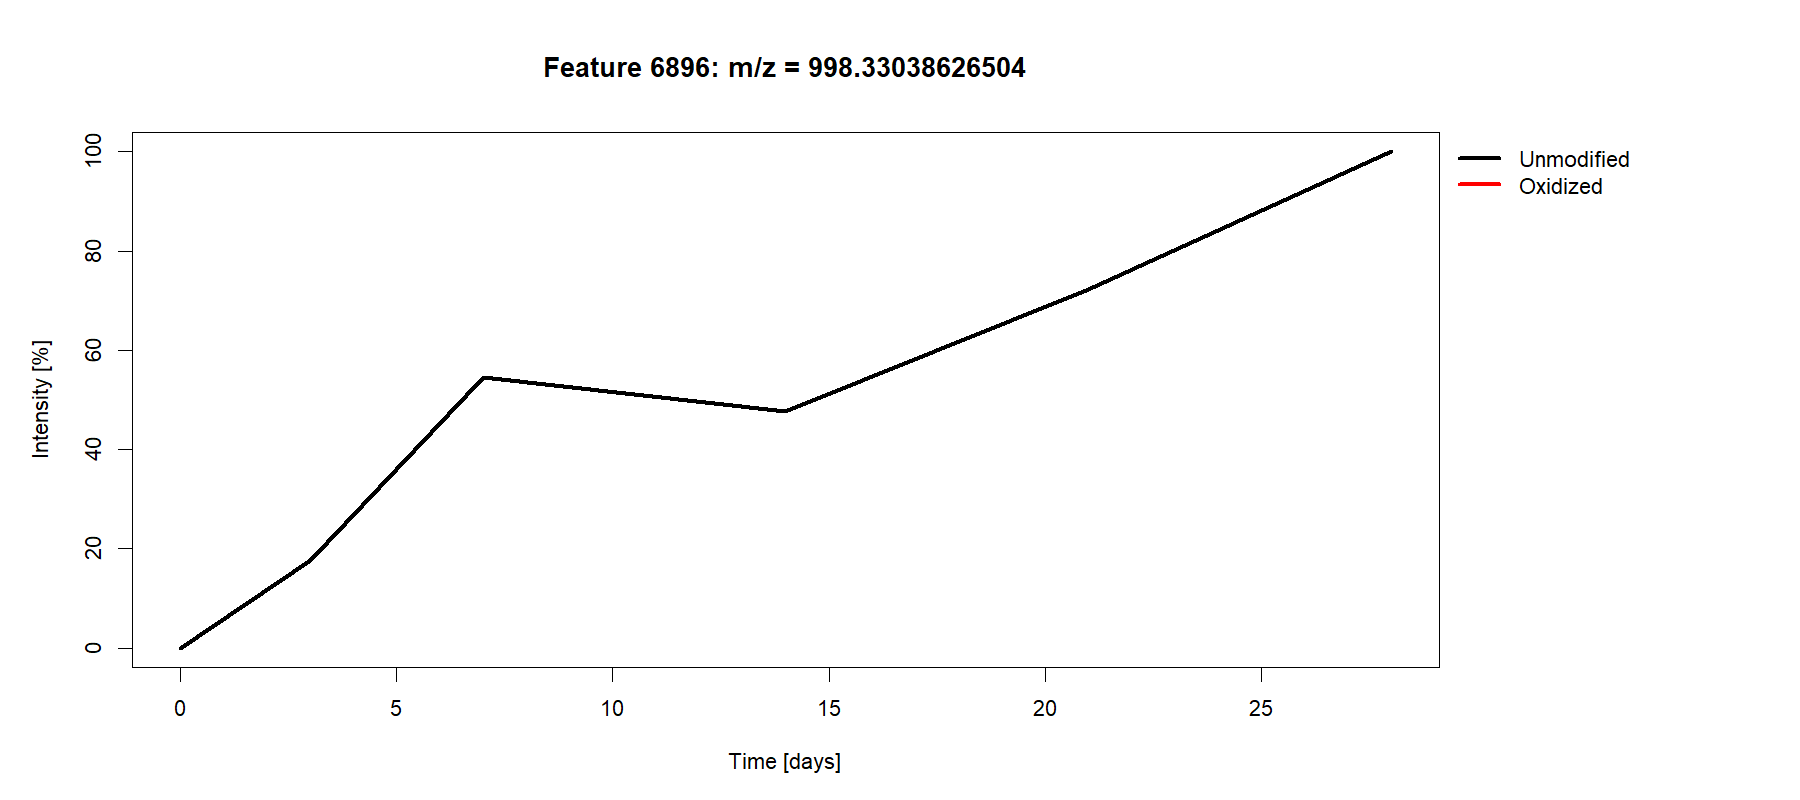 Feature 6896: m/z = 998.33038626504
100
80
60
40
20
0
Intensity [%]
0 5 10 15 20 25
Time [days]
Unmodified
Oxidized